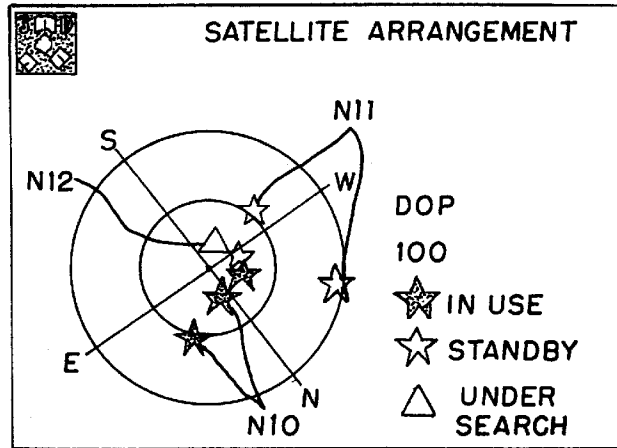 SATELLITE ARRANGEMENT
N11
S
W
N12
DOP
100
IN USE
STANDBY
E
N
UNDER
SEARCH
N10